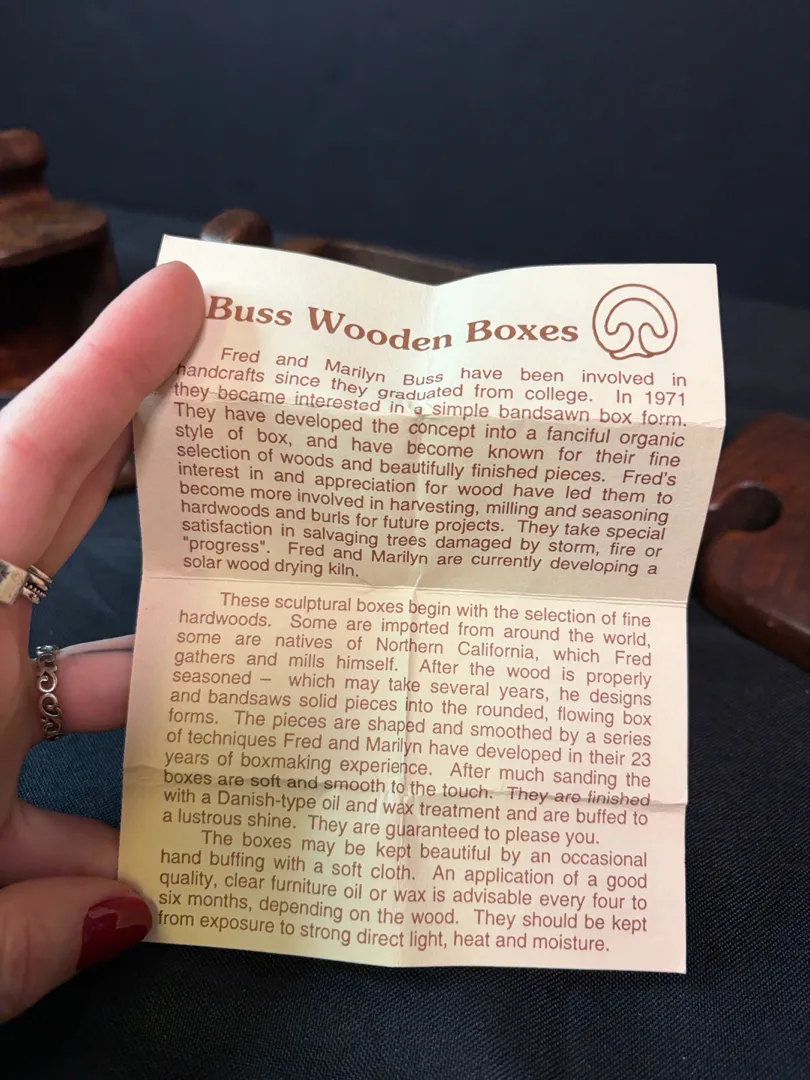 Buss Wooden Boxes
Fred and Marilyn Buss have been involved in
handcrafts since they graduated from college. In 1971
they became interested in a simple bandsawn box form.
They have developed the concept into a fanciful organic
style of box, and have become known for their fine
selection of woods and beautifully finished pieces. Fred's
interest in and appreciation for wood have led them to
become more involved in harvesting, milling and seasoning
hardwoods and burls for future projects. They take special
satisfaction in salvaging trees damaged by storm, fire or
"progress". Fred and Marilyn are currently developing a
solar wood drying kiln.
These sculptural boxes begin with the selection of fine
hardwoods. Some are imported from around the world,
some are natives of Northern California, which Fred
gathers and mills himself. After the wood is properly
seasoned – which may take several years, he designs
and bandsaws solid pieces into the rounded, flowing box
forms. The pieces are shaped and smoothed by a series
of techniques Fred and Marilyn have developed in their 23
years of boxmaking experience. After much sanding the
boxes are soft and smooth to the touch. They are finished
with a Danish-type oil and wax treatment and are buffed to
a lustrous shine. They are guaranteed to please you.
The boxes may be kept beautiful by an occasional
hand buffing with a soft cloth. An application of a good
quality, clear furniture oil or wax is advisable every four to
six months, depending on the wood. They should be kept
from exposure to strong direct light, heat and moisture.